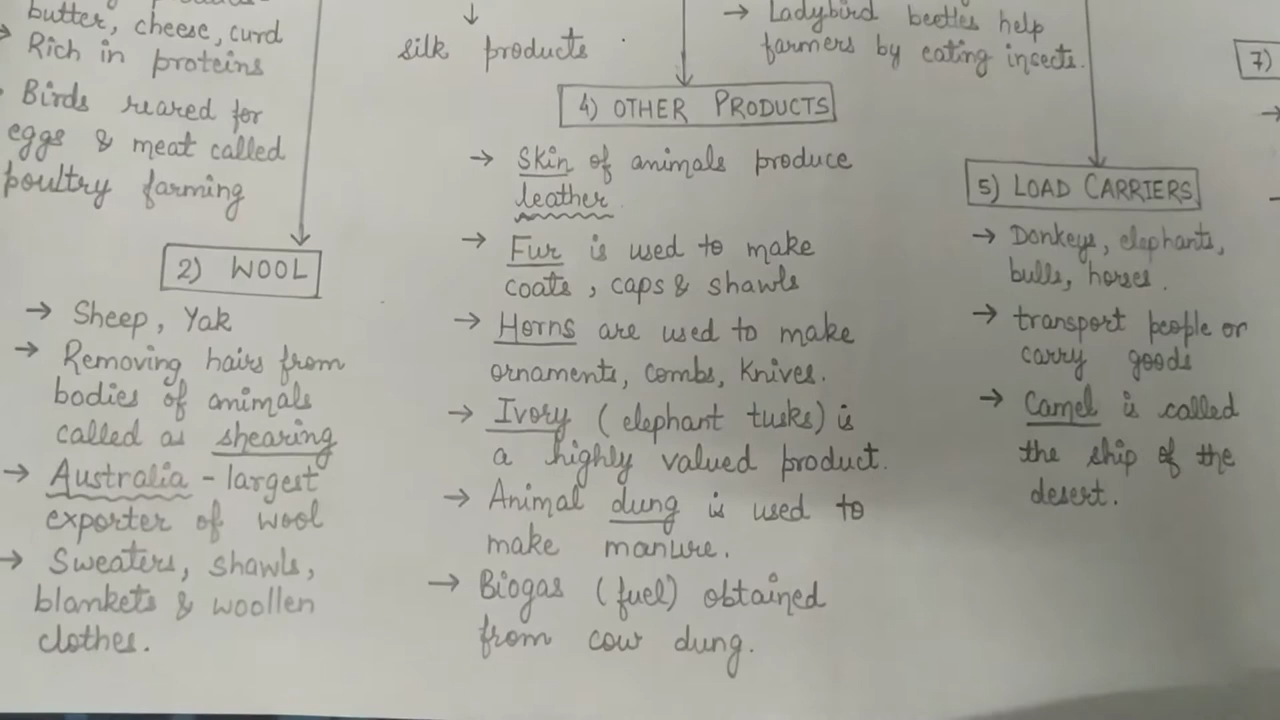 butter, cheese, curd
→ Rich in proteins
Birds reared for
eggs & meat called
poultry farming
2) WOOL
→ Sheep, Yak
→ Removing hairs from
bodies of animals
called as shearing
→ Australia - largest
exporter of wool
→ Sweaters, shawls,
blankets & woollen
clothes.
silk products.
4) OTHER PRODUCTS
→ Skin of animals produce
leather
→ Fur is used to make
coats, caps & shawls
→ Horns are used to make
ornaments, combs, knives.
→ Ivory (elephant tusks) is
a highly valued product.
→ Animal dung is used to
make manure.
→ Biogas (fuel) obtained
from cow dung.
→ Ladybird beetles help
farmers by eating insects.
5) LOAD CARRIERS
→ Donkeys, elephants,
bulls, horses.
→ transport people or
carry goods
→ Camel is called
the ship of the
desert.
7)
→